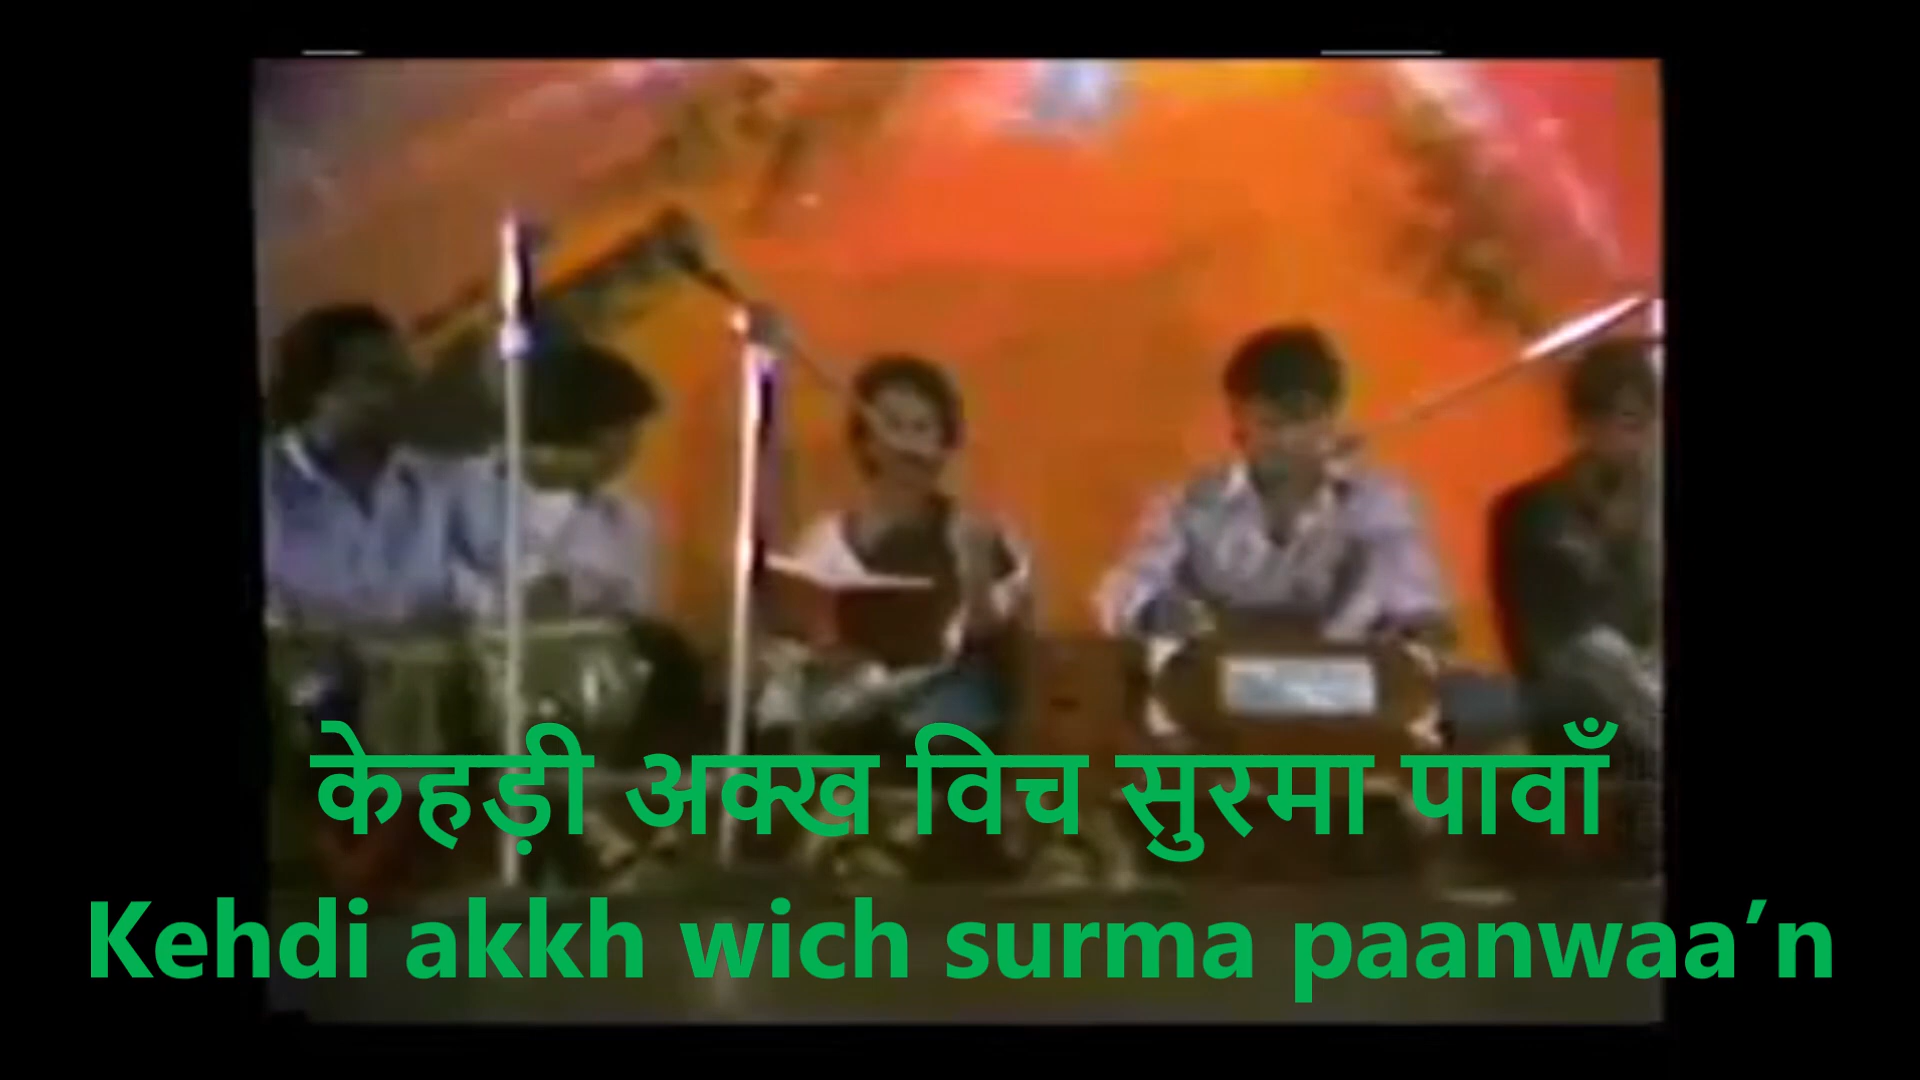 केहड़ी अक्ख विच सुरमा पावाँ
Kehdi akkh wich surma paanwaa’n